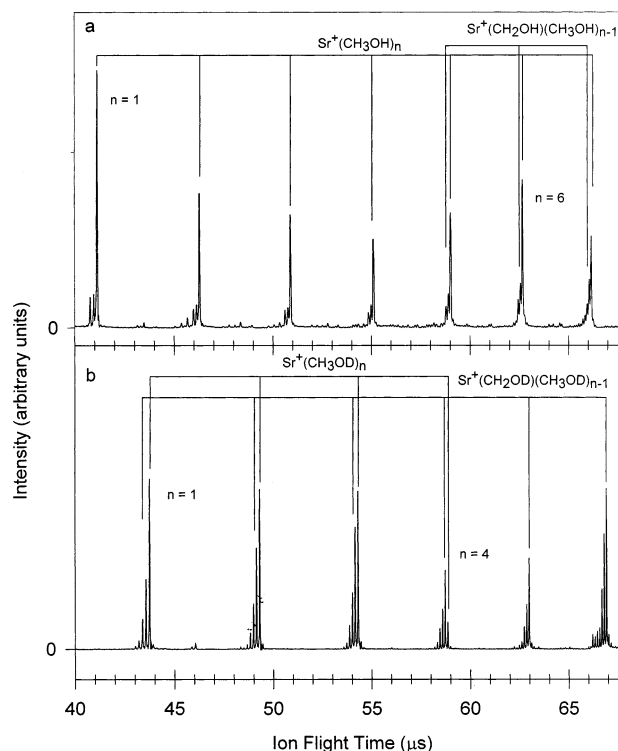 a
Sr⁺(CH₃OH)ₙ
Sr⁺(CH₂OH)(CH₃OH)ₙ₋₁
n = 1
n = 6
0
b
Sr⁺(CH₃OD)ₙ
Sr⁺(CH₂OD)(CH₃OD)ₙ₋₁
n = 1
n = 4
0
Intensity (arbitrary units)
40 45 50 55 60 65
Ion Flight Time (μs)